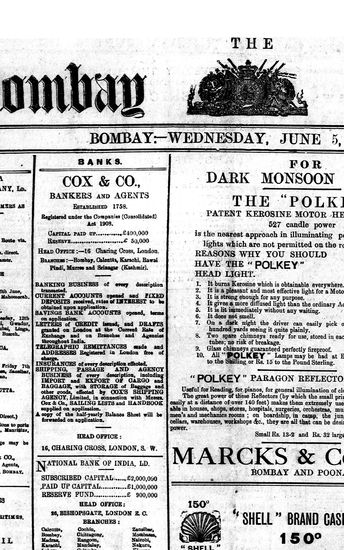 THE
Bombay
BOMBAY:—WEDNESDAY, JUNE 5,
BANKS.
COX & CO.,
BANKERS AND AGENTS
ESTABLISHED 1758.
Registered under the Companies (Consolidated)
Act 1908.
CAPITAL PAID UP
RESERVE
HEAD OFFICE:—16 Charing Cross, London.
BRANCHES:—Bombay, Calcutta, Karachi, Rawal
Pindi, Murree and Srinagar (Kashmir).
BANKING BUSINESS of every description
transacted.
CURRENT ACCOUNTS opened and FIXED
DEPOSITS received, rates of INTEREST to be
obtained on application.
SAVINGS BANK ACCOUNTS opened, terms
on application.
LETTERS of CREDIT issued, and DRAFTS
granted on London at the Current Rate of
Exchange and on Branches and Agents
throughout India.
TELEGRAPHIC REMITTANCES made and
ADDRESSES Registered in London free of
charge.
INSURANCES of every description effected.
SHIPPING, PASSAGE AND AGENCY
BUSINESS of every description, including
IMPORT and EXPORT OF CARGO and
BAGGAGE, with STORAGE of Baggage and
other goods, effected by COX'S SHIPPING
AGENCY, Limited, in connection with Messrs.
Cox & Co., SAILING LISTS and HANDBOOK
supplied on application.
A copy of the half-yearly Balance Sheet will be
forwarded on application.
HEAD OFFICE:
16, CHARING CROSS, LONDON, S. W.
NATIONAL BANK OF INDIA, LD.
SUBSCRIBED CAPITAL £2,000,000
PAID UP CAPITAL £1,000,000
RESERVE FUND £ 900,000
HEAD OFFICE:
26, BISHOPSGATE, LONDON E. C.
BRANCHES:
Calcutta, Cochin, Zanzibar,
Bombay, Chittagong, Mombasa,
Madras, Rangoon, Nairobi,
Karachi, Mandalay, Nakuru,
FOR
DARK MONSOON
THE "POLK
PATENT KEROSINE MOTOR HE
527 candle power
is the nearest approach to illuminating po
lights which are not permitted on the ro
REASONS WHY YOU SHOULD
HAVE THE "POLKEY"
HEAD LIGHT.
1. It burns Kerosine which is obtainable everywhere.
2. It is a pleasant and most effective light for a Motor
3. It is strong enough for any purpose.
4. It gives a more diffused light than the ordinary Ac
5. It is lit immediately without any waiting.
6. It does not smell.
7. On a dark night the driver can easily pick o
hundred yards seeing it quite plainly.
8. Two spare chimneys ready for use, stored in each
tuber, no risk of breakage.
9. Glass chimneys guaranteed perfectly fireproof.
10. All "POLKEY" Lamps may be had at E
to the Shilling or Rs. 15 to the Pound Sterling.
"POLKEY" PARAGON REFLECTO
Useful for Reading, for pianos, for general illumination of cl
The great power of these Reflectors (by which the small print
easily at a distance of over 140 feet) makes them extremely use
able in houses, shops, stores, hospitals, surgeries, orchestras, mu
men's and mechanics rooms; on boardship, in camp, the jun
cellars, warehouses, workshops &c., they are all that can be desir
power.
Small Rs. 13-2 and Rs. 32 large
MARCKS & C
BOMBAY AND POON
150°
"SHELL" BRAND CASE
150°
"SHELL"